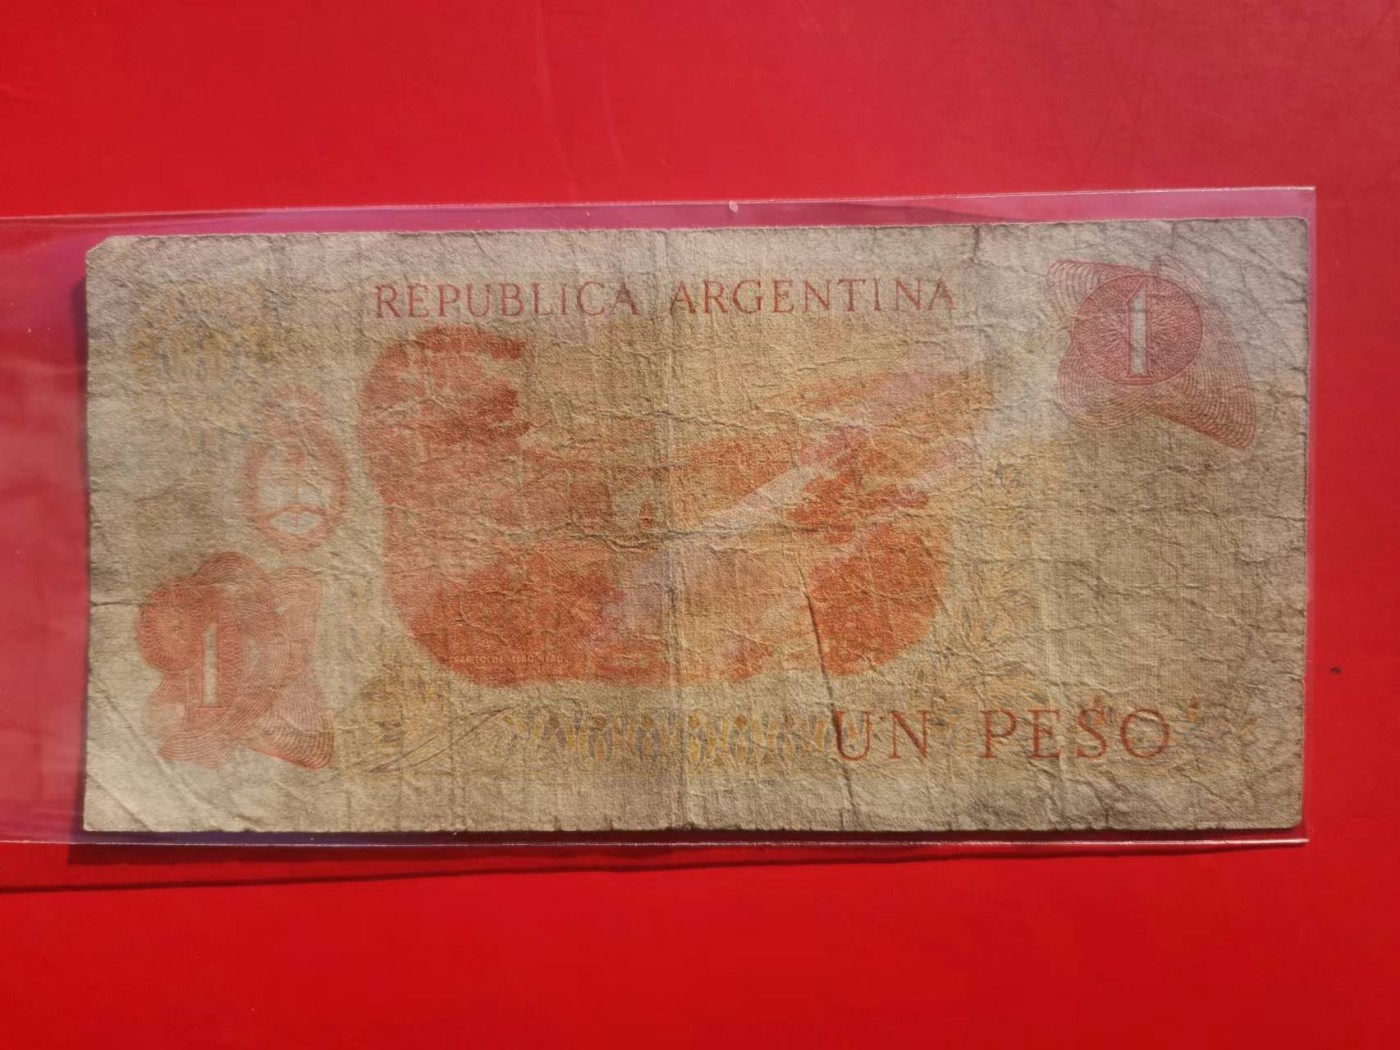 REPUBLICA ARGENTINA
1
1
UN PESO